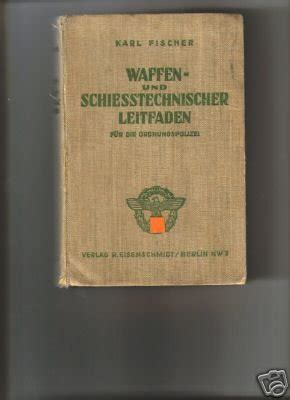 KARL FISCHER
WAFFEN-
UND
SCHIESSTECHNISCHER
LEITFADEN
FÜR DIE ORDNUNGSPOLIZEI
VERLAG R. EISENSCHMIDT / BERLIN NW 7